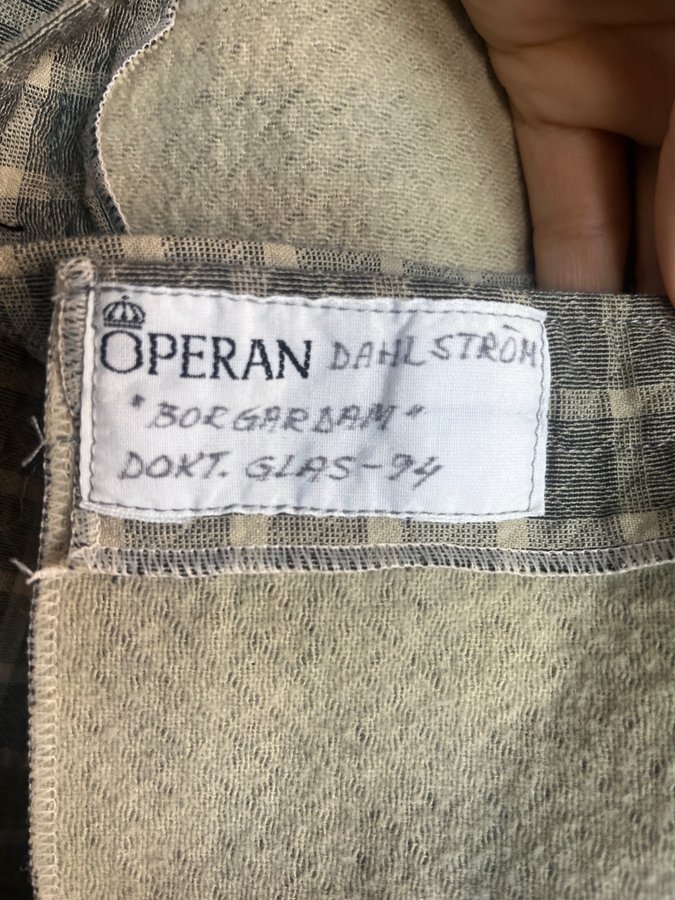 OPERAN DAHLSTRÖM
"BORGARDAM"
DOKT. GLAS-94